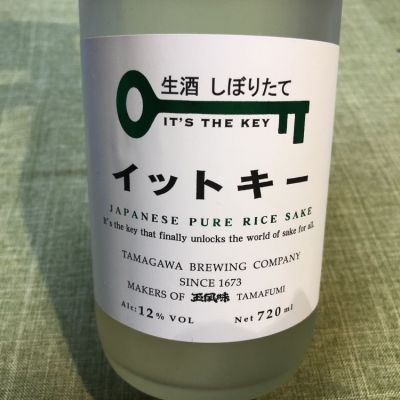 生酒 しぼりたて
IT'S THE KEY
イットキー
JAPANESE PURE RICE SAKE
It's the key that finally unlocks the world of sake for all.
TAMAGAWA BREWING COMPANY
SINCE 1673
MAKERS OF 玉風味 TAMAFUMI
Alc: 12% VOL Net 720ml